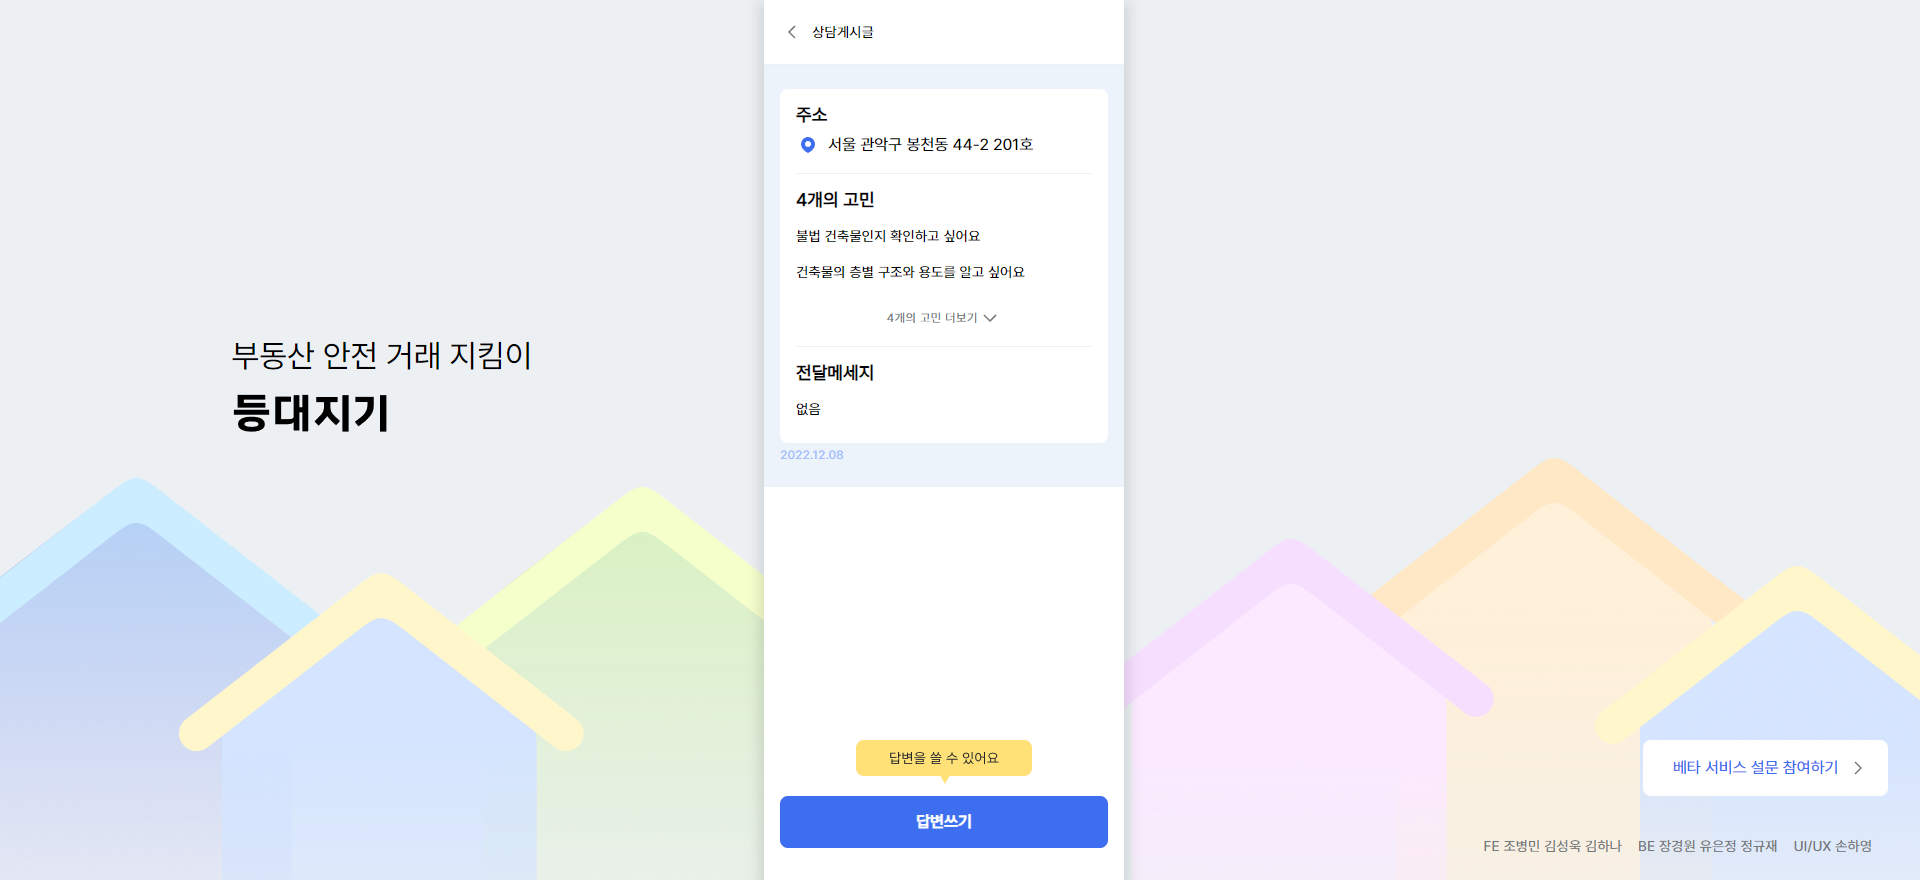 부동산 안전 거래 지킴이
등대지기
상담게시글
주소
서울 관악구 봉천동 44-2 201호
4개의 고민
불법 건축물인지 확인하고 싶어요
건축물의 층별 구조와 용도를 알고 싶어요
4개의 고민 더보기
전달메세지
없음
2022.12.08
답변을 쓸 수 있어요
답변쓰기
베타 서비스 설문 참여하기
FE 조병민 김성욱 김하나 BE 장경원 유은정 정규재 UI/UX 손하영